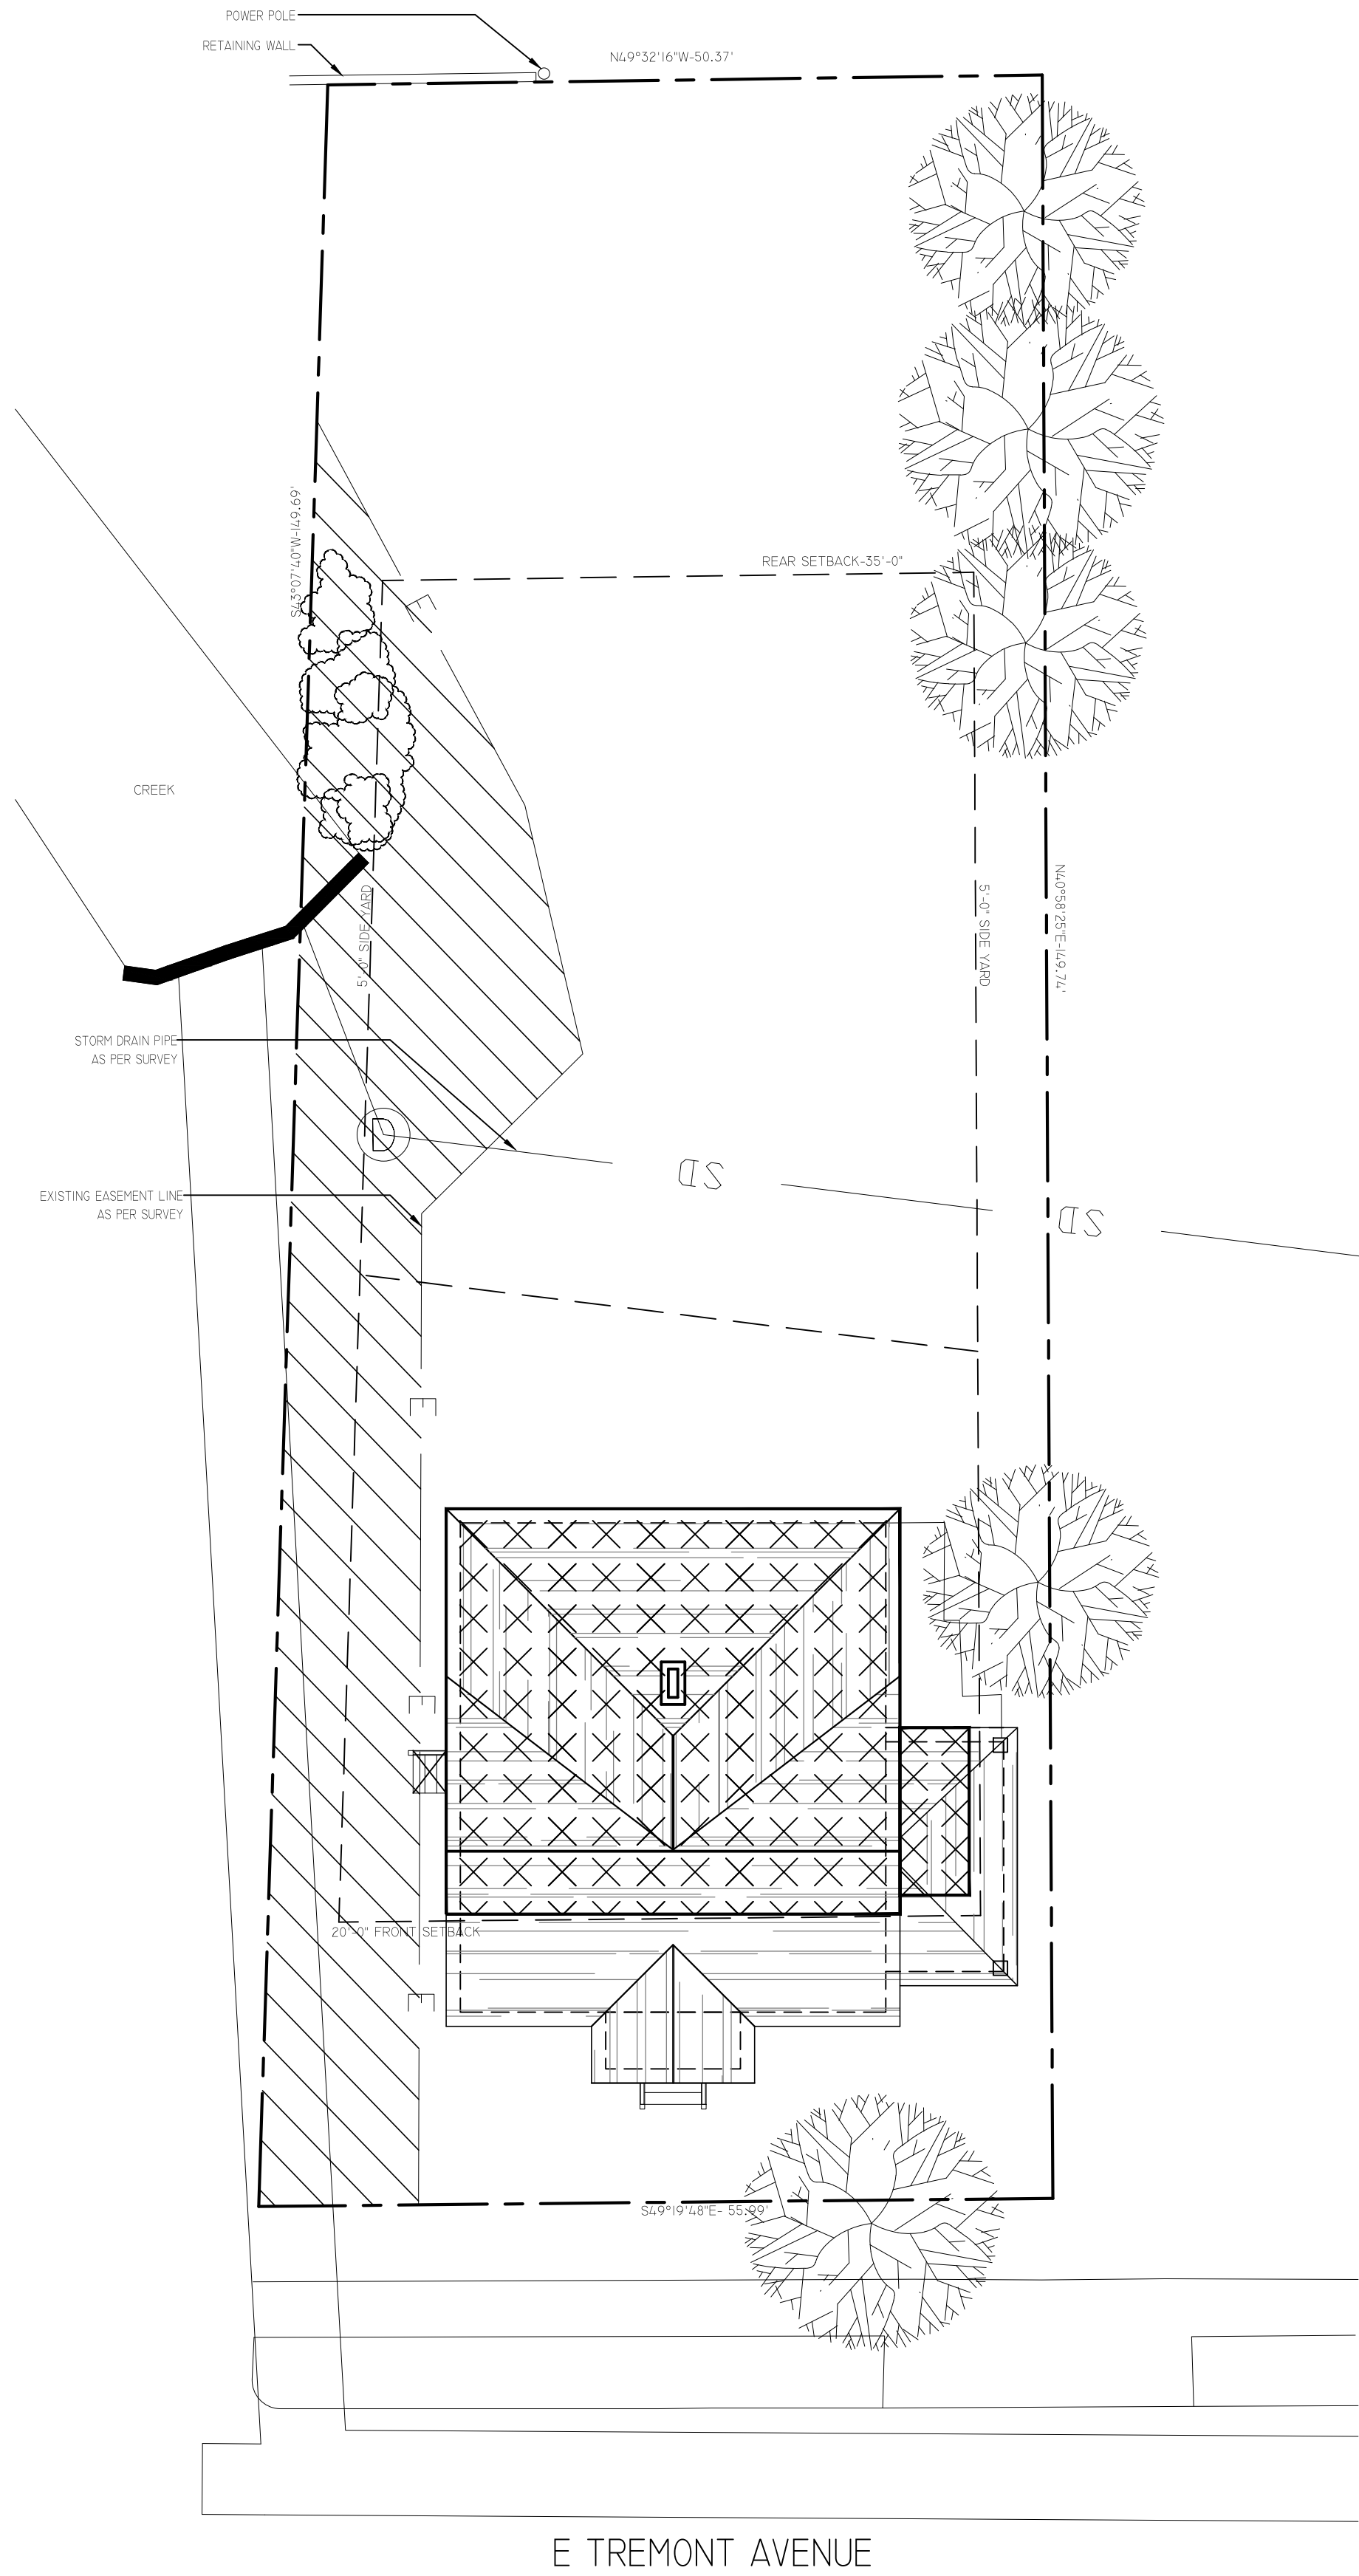 POWER POLE
RETAINING WALL
N49°32'16"W-50.37'
S43°07'40"W-149.69'
REAR SETBACK-35'-0"
E
CREEK
5'-0" SIDE YARD
5'-0" SIDE YARD
N40°58'25"E-149.74'
STORM DRAIN PIPE
AS PER SURVEY
D
SD
SD
EXISTING EASEMENT LINE
AS PER SURVEY
E
E
20'-0" FRONT SETBACK
E
S49°19'48"E- 55.99'
E TREMONT AVENUE